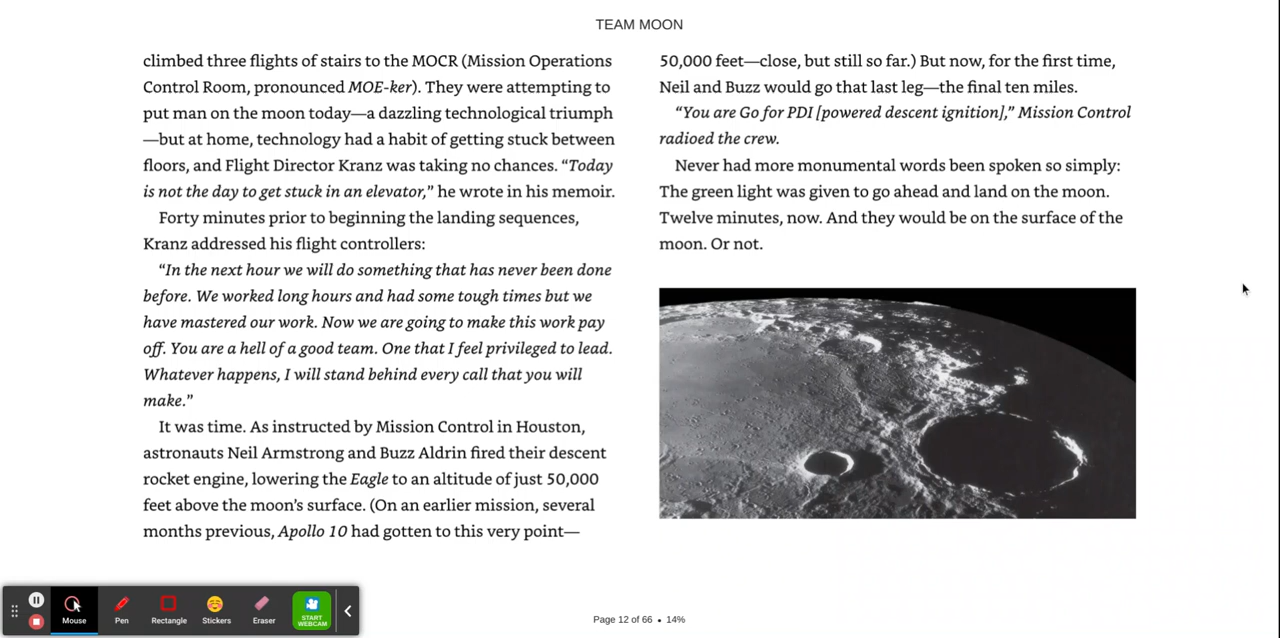 TEAM MOON
climbed three flights of stairs to the MOCR (Mission Operations
Control Room, pronounced MOE-ker). They were attempting to
put man on the moon today—a dazzling technological triumph
—but at home, technology had a habit of getting stuck between
floors, and Flight Director Kranz was taking no chances. “Today
is not the day to get stuck in an elevator,” he wrote in his memoir.
Forty minutes prior to beginning the landing sequences,
Kranz addressed his flight controllers:
“In the next hour we will do something that has never been done
before. We worked long hours and had some tough times but we
have mastered our work. Now we are going to make this work pay
off. You are a hell of a good team. One that I feel privileged to lead.
Whatever happens, I will stand behind every call that you will
make.”
It was time. As instructed by Mission Control in Houston,
astronauts Neil Armstrong and Buzz Aldrin fired their descent
rocket engine, lowering the Eagle to an altitude of just 50,000
feet above the moon’s surface. (On an earlier mission, several
months previous, Apollo 10 had gotten to this very point—
50,000 feet—close, but still so far.) But now, for the first time,
Neil and Buzz would go that last leg—the final ten miles.
“You are Go for PDI [powered descent ignition],” Mission Control
radioed the crew.
Never had more monumental words been spoken so simply:
The green light was given to go ahead and land on the moon.
Twelve minutes, now. And they would be on the surface of the
moon. Or not.
Mouse
Pen
Rectangle
Stickers
Eraser
START
WEBCAM
Page 12 of 66 • 14%